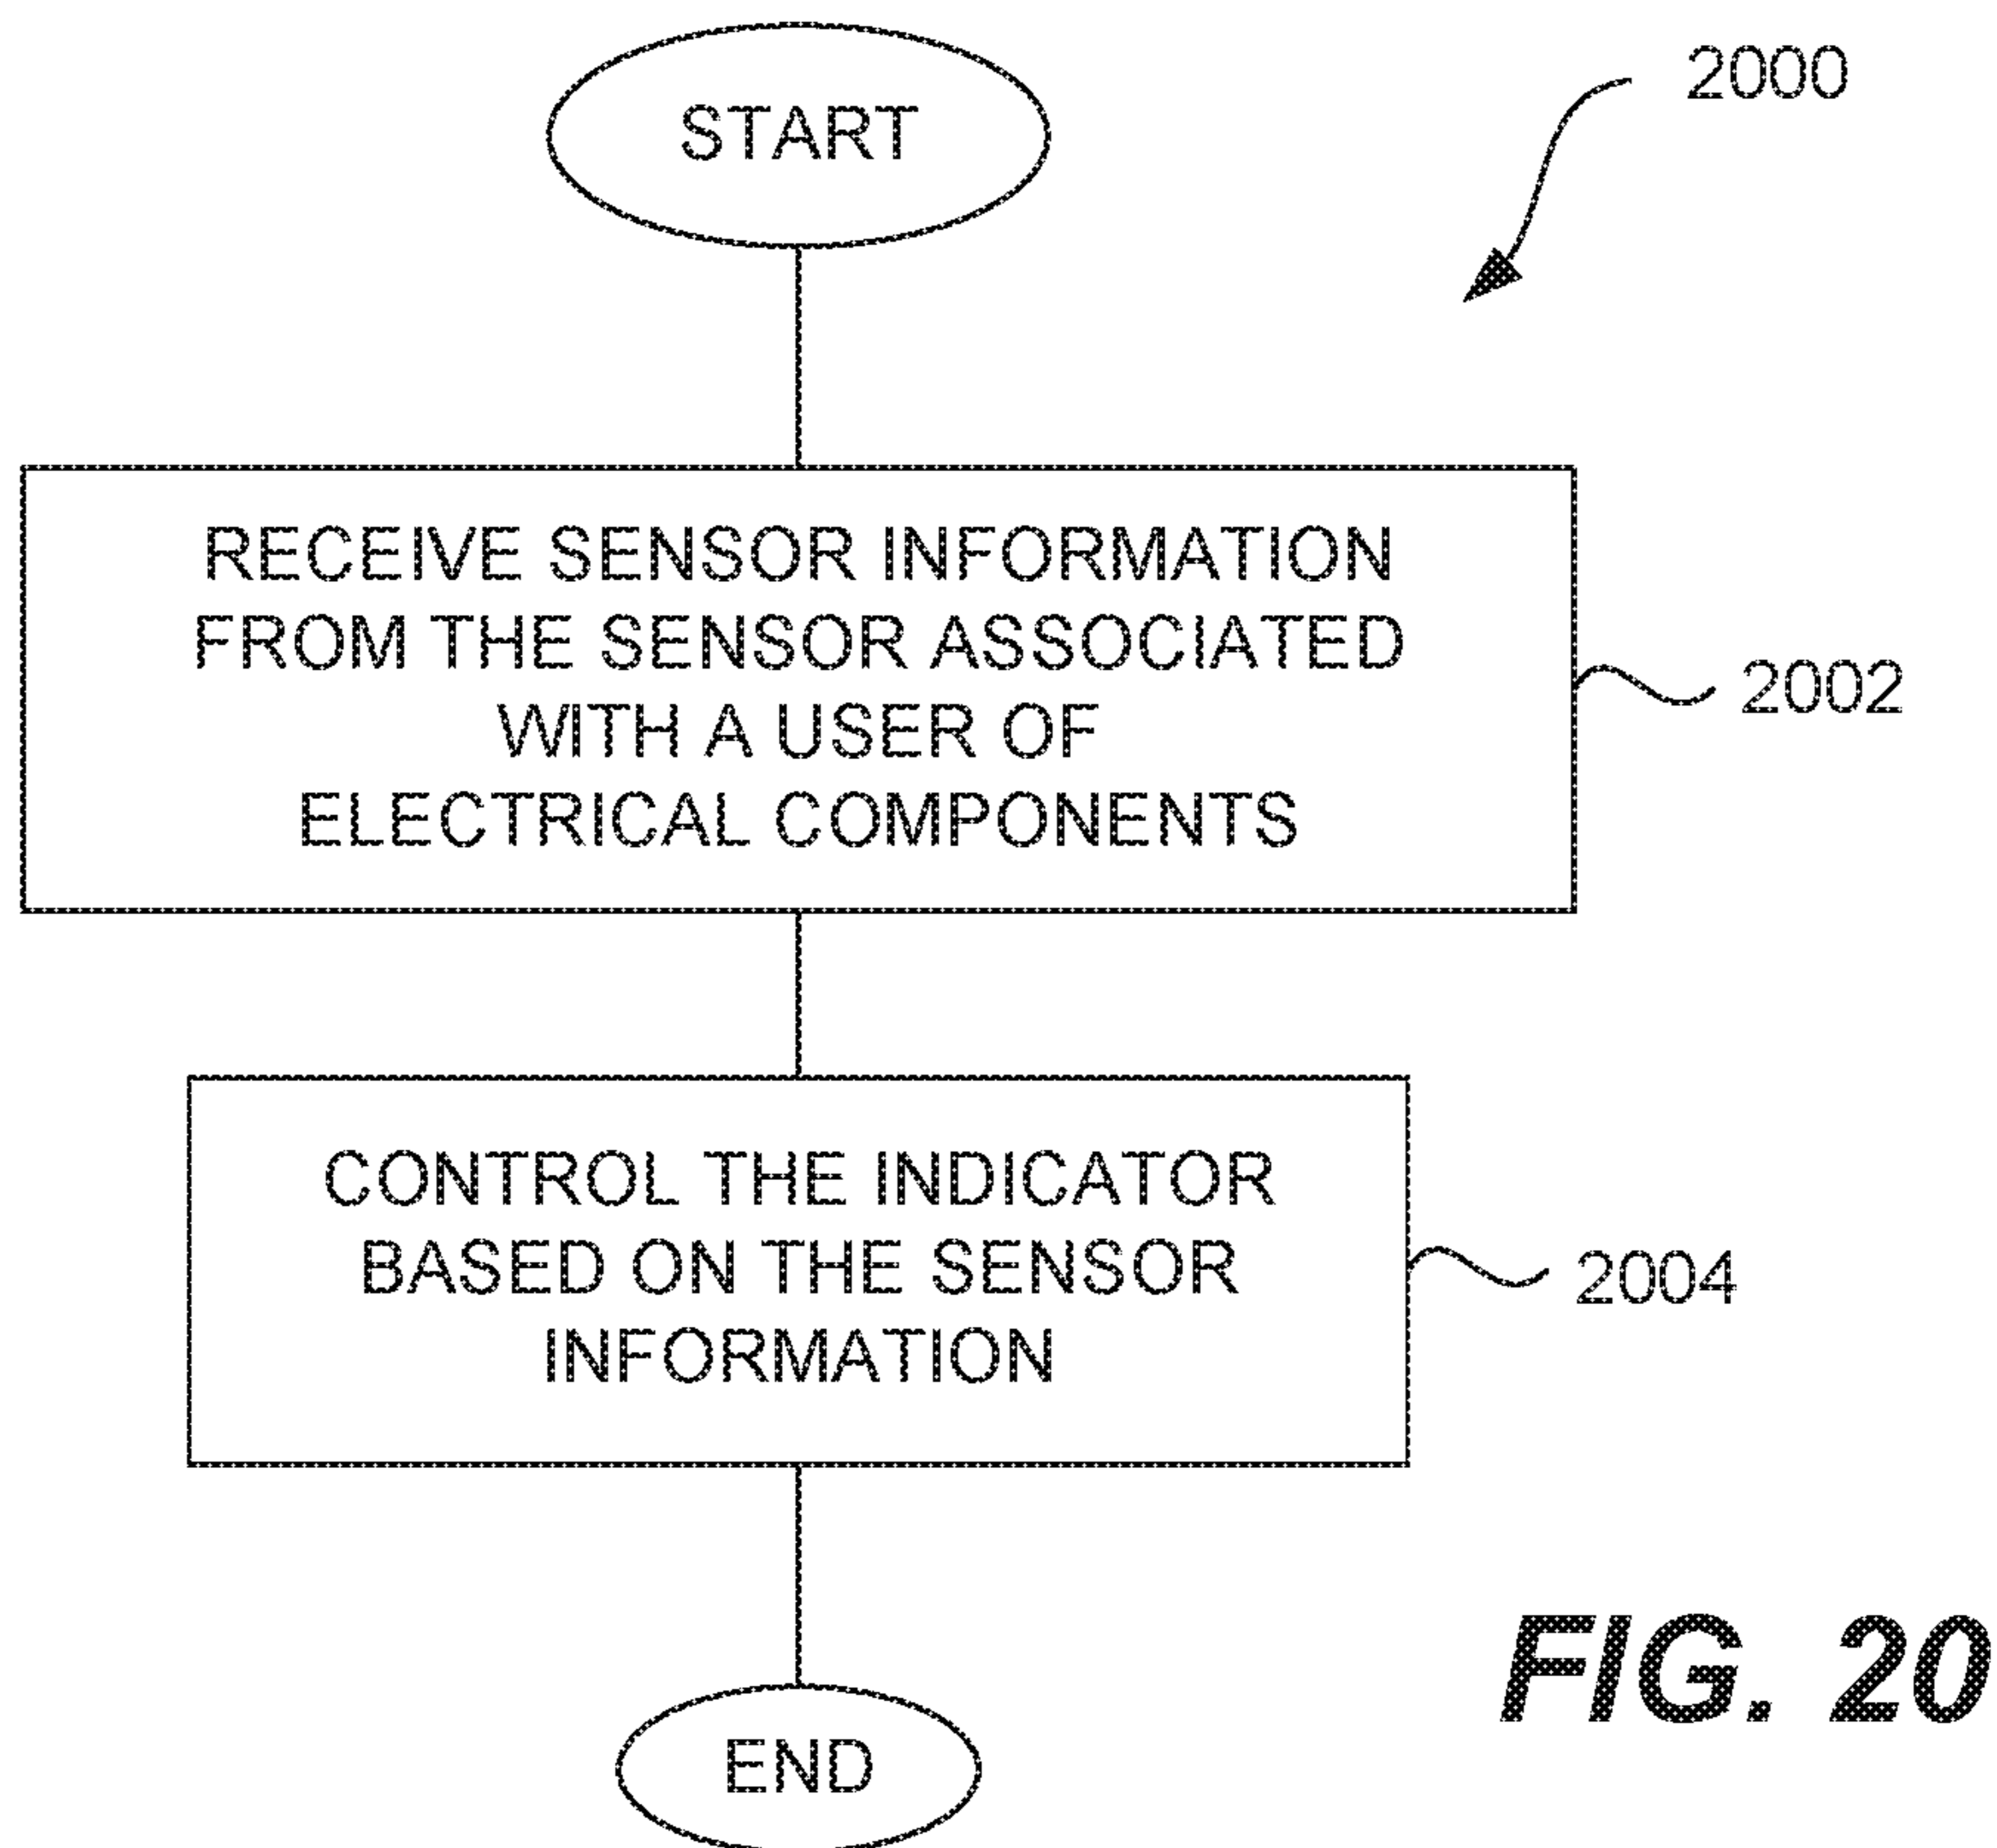 START
2000
RECEIVE SENSOR INFORMATION
FROM THE SENSOR ASSOCIATED
WITH A USER OF
ELECTRICAL COMPONENTS
2002
CONTROL THE INDICATOR
BASED ON THE SENSOR
INFORMATION
2004
END
FIG. 20